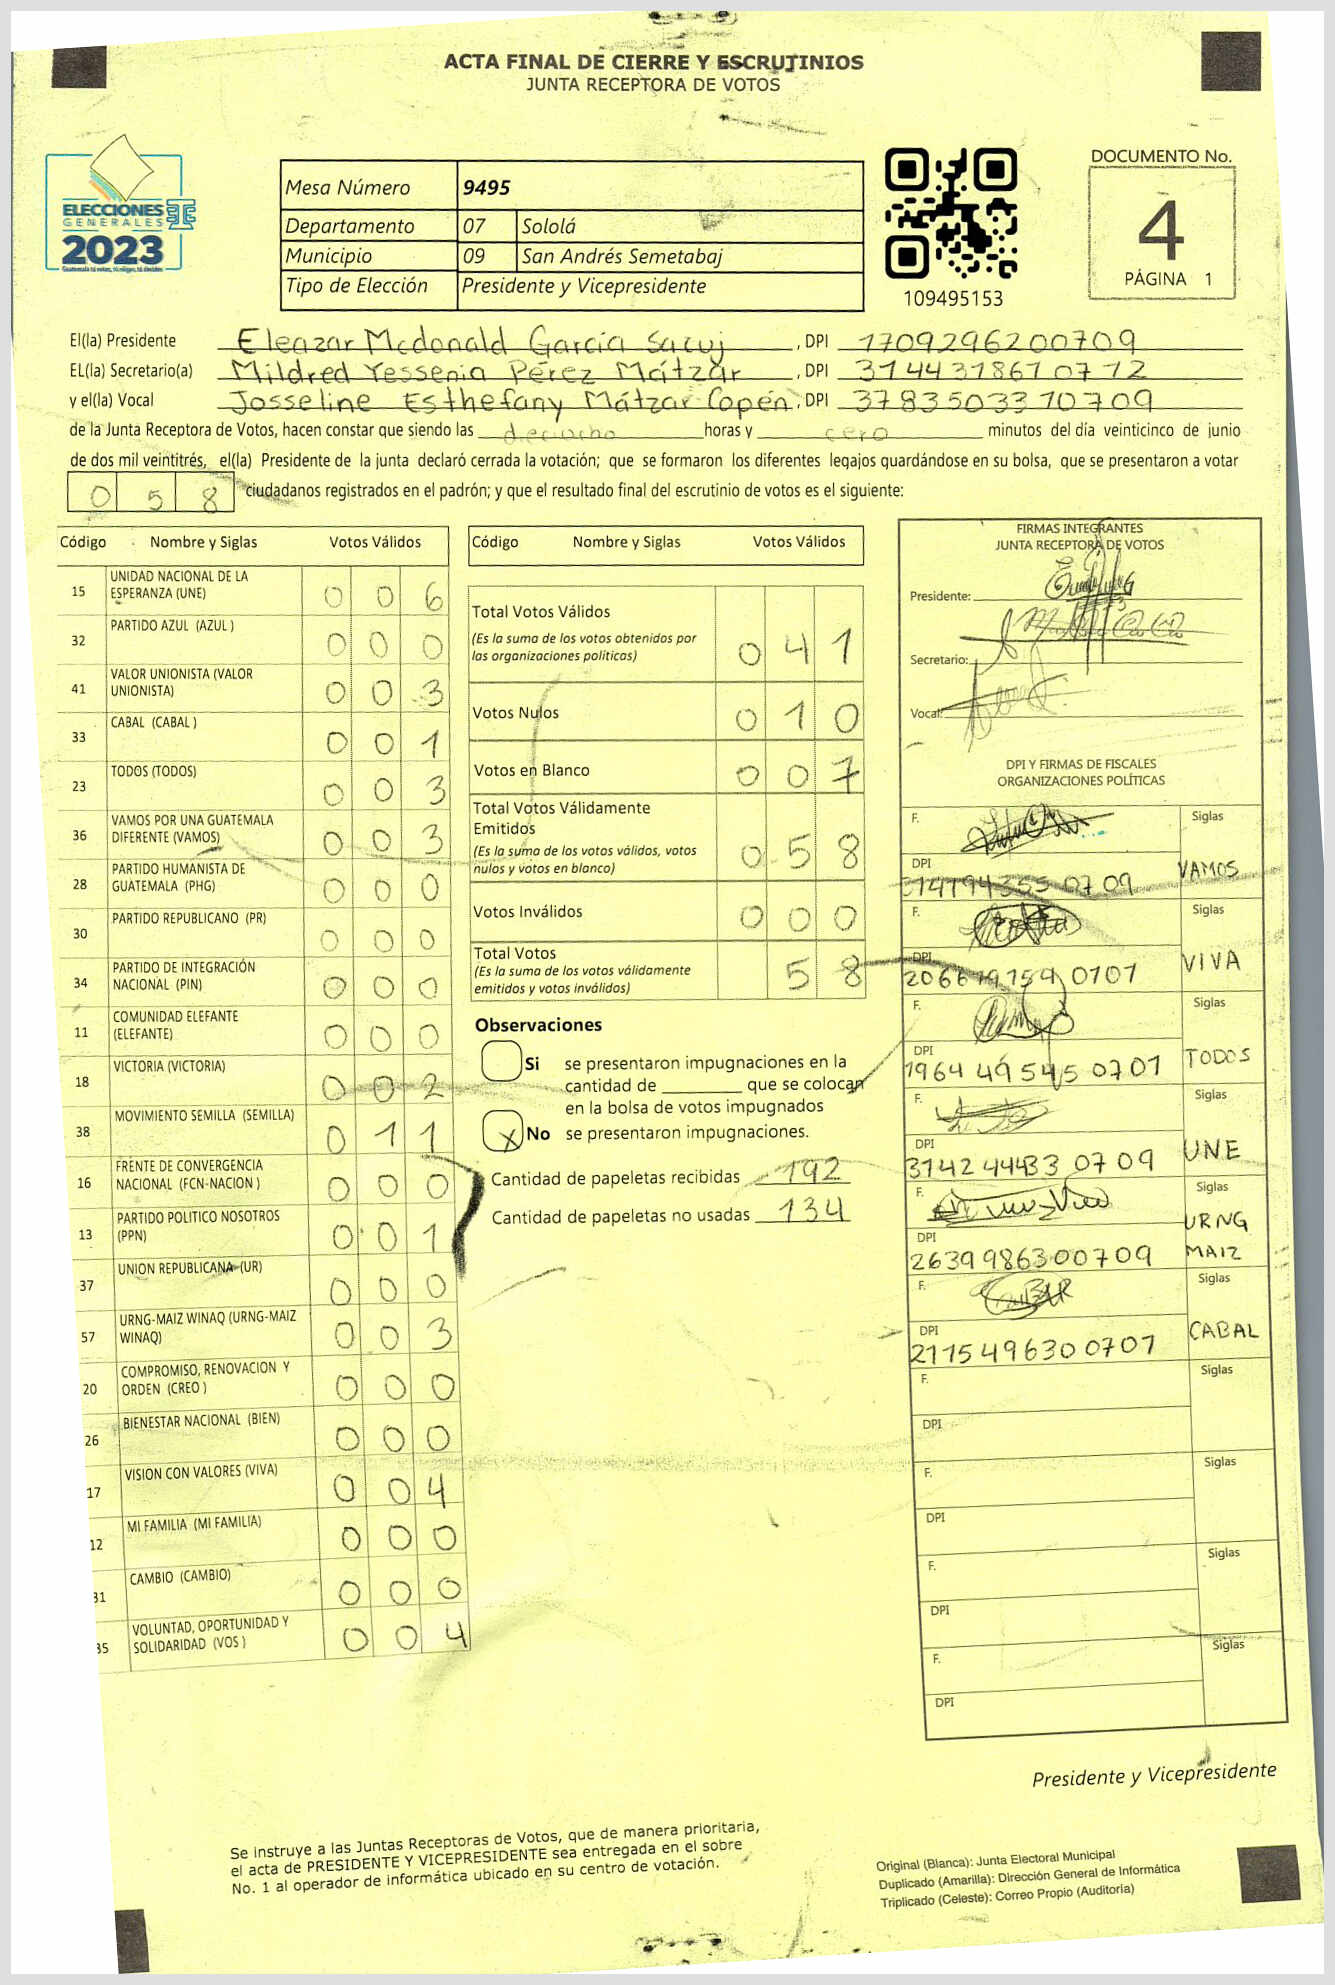 ACTA FINAL DE CIERRE Y ESCRUTINIOS
JUNTA RECEPTORA DE VOTOS
ELECCIONES
GENERALES
2023
Guatemala tú votas, tú eliges, tú decides
Mesa Número 9495
Departamento 07 Sololá
Municipio 09 San Andrés Semetabaj
Tipo de Elección Presidente y Vicepresidente
109495153
DOCUMENTO No.
4
PÁGINA 1
El(la) Presidente Eleazar Mcdonald García Sacuj, DPI 1709296200709
EL(la) Secretario(a) Mildred Yessenia Pérez Mátzar, DPI 3144318610712
y el(la) Vocal Josseline Esthefany Mátzar Copén, DPI 3783503370709
de la Junta Receptora de Votos, hacen constar que siendo las dieciocho horas y cero minutos del día veinticinco de junio
de dos mil veintitrés, el(la) Presidente de la junta declaró cerrada la votación; que se formaron los diferentes legajos guardándose en su bolsa, que se presentaron a votar
0 5 8 ciudadanos registrados en el padrón; y que el resultado final del escrutinio de votos es el siguiente:
Código Nombre y Siglas Votos Válidos
15 UNIDAD NACIONAL DE LA ESPERANZA (UNE) 0 0 6
32 PARTIDO AZUL (AZUL ) 0 0 0
41 VALOR UNIONISTA (VALOR UNIONISTA) 0 0 3
33 CABAL (CABAL ) 0 0 1
23 TODOS (TODOS) 0 0 3
36 VAMOS POR UNA GUATEMALA DIFERENTE (VAMOS) 0 0 3
28 PARTIDO HUMANISTA DE GUATEMALA (PHG) 0 0 0
30 PARTIDO REPUBLICANO (PR) 0 0 0
34 PARTIDO DE INTEGRACIÓN NACIONAL (PIN) 0 0 0
11 COMUNIDAD ELEFANTE (ELEFANTE) 0 0 0
18 VICTORIA (VICTORIA) 0 0 2
38 MOVIMIENTO SEMILLA (SEMILLA) 0 1 1
16 FRENTE DE CONVERGENCIA NACIONAL (FCN-NACION ) 0 0 0
13 PARTIDO POLITICO NOSOTROS (PPN) 0 0 1
37 UNION REPUBLICANA (UR) 0 0 0
57 URNG-MAIZ WINAQ (URNG-MAIZ WINAQ) 0 0 3
20 COMPROMISO, RENOVACION Y ORDEN (CREO ) 0 0 0
26 BIENESTAR NACIONAL (BIEN) 0 0 0
17 VISION CON VALORES (VIVA) 0 0 4
12 MI FAMILIA (MI FAMILIA) 0 0 0
31 CAMBIO (CAMBIO) 0 0 0
35 VOLUNTAD, OPORTUNIDAD Y SOLIDARIDAD (VOS ) 0 0 4
Código Nombre y Siglas Votos Válidos
Total Votos Válidos 0 4 1
(Es la suma de los votos obtenidos por
las organizaciones políticas)
Votos Nulos 0 1 0
Votos en Blanco 0 0 7
Total Votos Válidamente
Emitidos 0 5 8
(Es la suma de los votos válidos, votos
nulos y votos en blanco)
Votos Inválidos 0 0 0
Total Votos 5 8
(Es la suma de los votos válidamente
emitidos y votos inválidos)
Observaciones
Si se presentaron impugnaciones en la
cantidad de ________ que se colocan
en la bolsa de votos impugnados
X No se presentaron impugnaciones.
Cantidad de papeletas recibidas 192
Cantidad de papeletas no usadas 134
FIRMAS INTEGRANTES
JUNTA RECEPTORA DE VOTOS
Presidente:
Secretario:
Vocal:
DPI Y FIRMAS DE FISCALES
ORGANIZACIONES POLÍTICAS
F. Siglas
DPI VAMOS
F. Siglas
DPI VIVA
F. Siglas
DPI 1964 49545 0701 TODOS
F. Siglas
DPI 3142 44433 0709 UNE
F. Siglas
DPI 2639986300709 URNG MAIZ
F. Siglas
DPI 2115496300701 CABAL
F. Siglas
DPI
F. Siglas
DPI
F. Siglas
DPI
F. Siglas
DPI
Presidente y Vicepresidente
Se instruye a las Juntas Receptoras de Votos, que de manera prioritaria,
el acta de PRESIDENTE Y VICEPRESIDENTE sea entregada en el sobre
No. 1 al operador de informática ubicado en su centro de votación.
Original (Blanca): Junta Electoral Municipal
Duplicado (Amarilla): Dirección General de Informática
Triplicado (Celeste): Correo Propio (Auditoría)